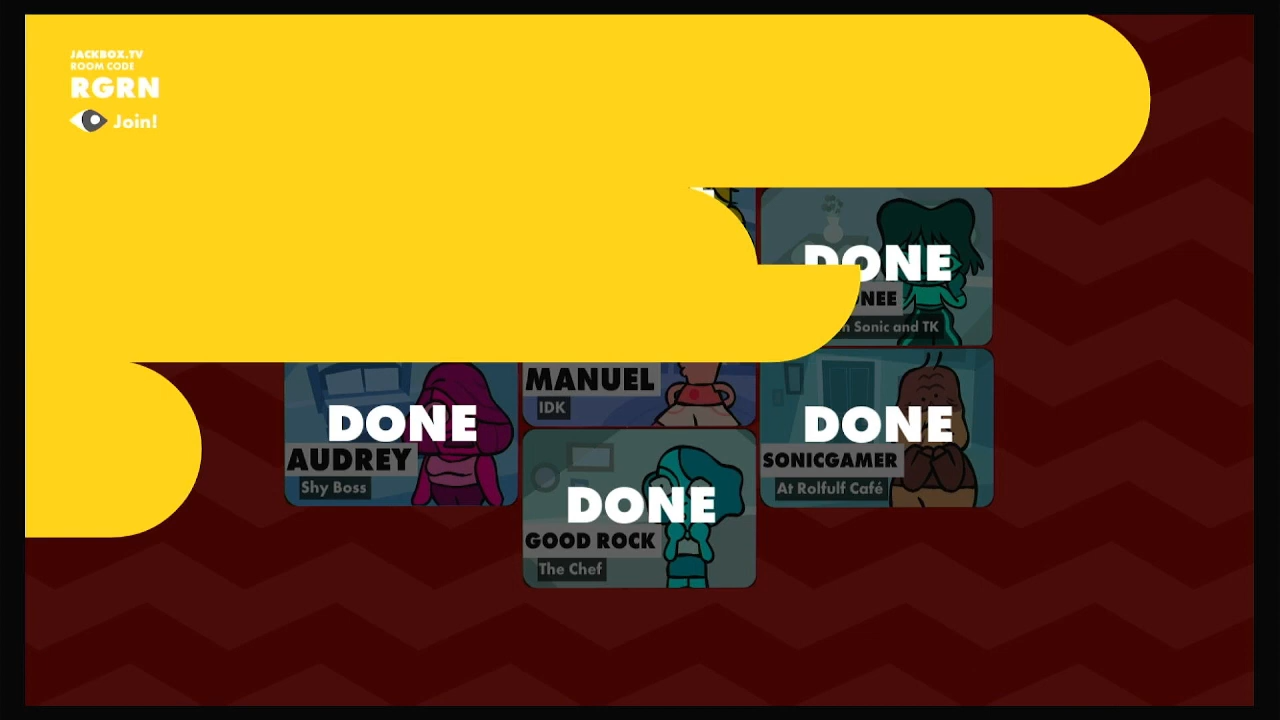 JACKBOX.TV
ROOM CODE
RGRN
Join!
DONE
NEE
Sonic and TK
MANUEL
IDK
DONE
AUDREY
Shy Boss
DONE
SONICGAMER
At Rolfulf Café
DONE
GOOD ROCK
The Chef